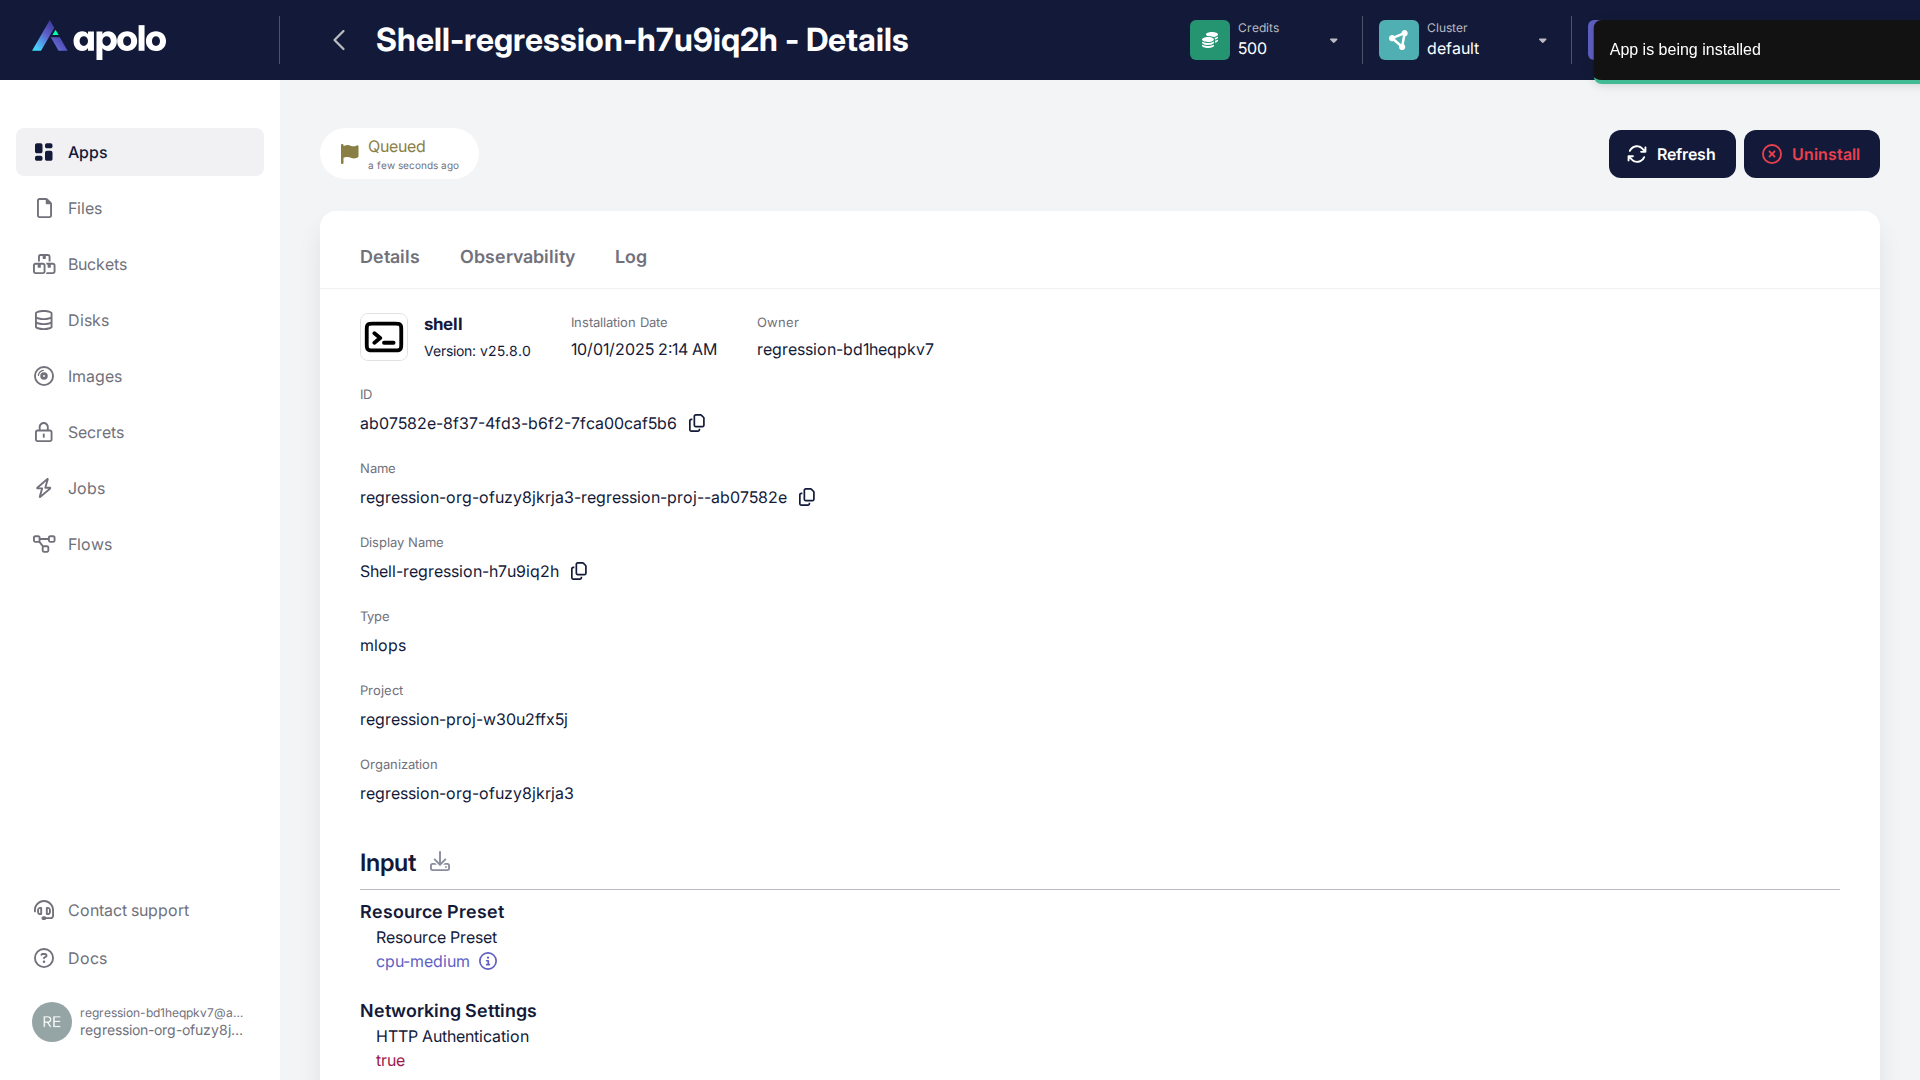 apolo
Shell-regression-h7u9iq2h - Details
Credits
500
Cluster
default
App is being installed
Apps
Files
Buckets
Disks
Images
Secrets
Jobs
Flows
Contact support
Docs
RE
regression-bd1heqpkv7@a...
regression-org-ofuzy8j...
Queued
a few seconds ago
Refresh
Uninstall
Details
Observability
Log
shell
Version: v25.8.0
Installation Date
10/01/2025 2:14 AM
Owner
regression-bd1heqpkv7
ID
ab07582e-8f37-4fd3-b6f2-7fca00caf5b6
Name
regression-org-ofuzy8jkrja3-regression-proj--ab07582e
Display Name
Shell-regression-h7u9iq2h
Type
mlops
Project
regression-proj-w30u2ffx5j
Organization
regression-org-ofuzy8jkrja3
Input
Resource Preset
Resource Preset
cpu-medium
Networking Settings
HTTP Authentication
true